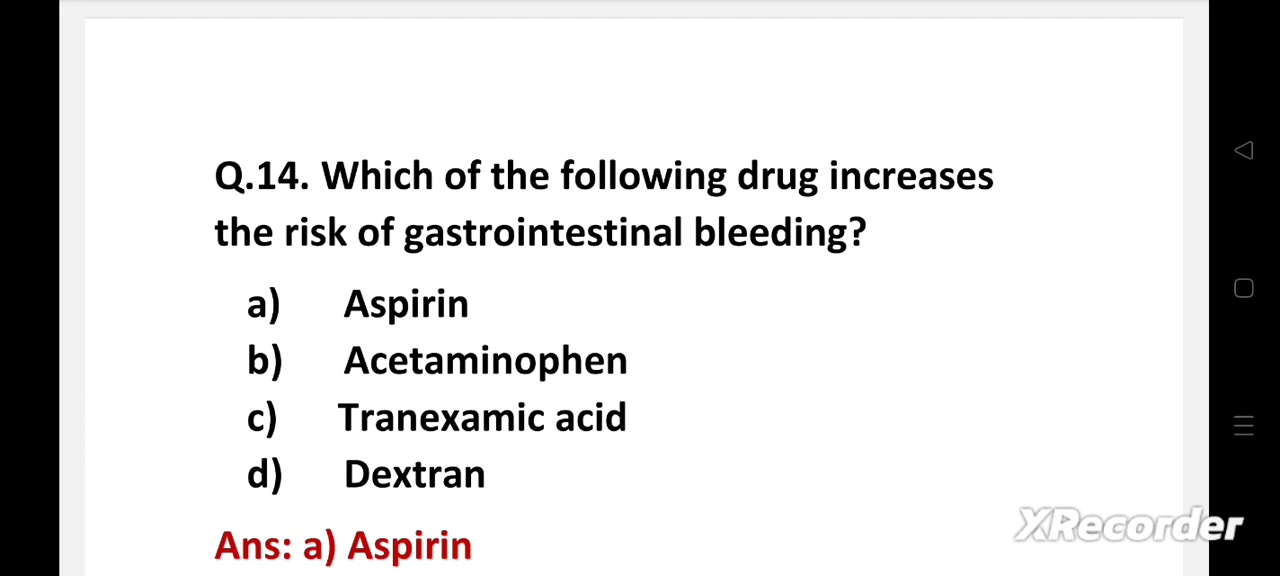 Q.14. Which of the following drug increases
the risk of gastrointestinal bleeding?
a) Aspirin
b) Acetaminophen
c) Tranexamic acid
d) Dextran
Ans: a) Aspirin
XRecorder